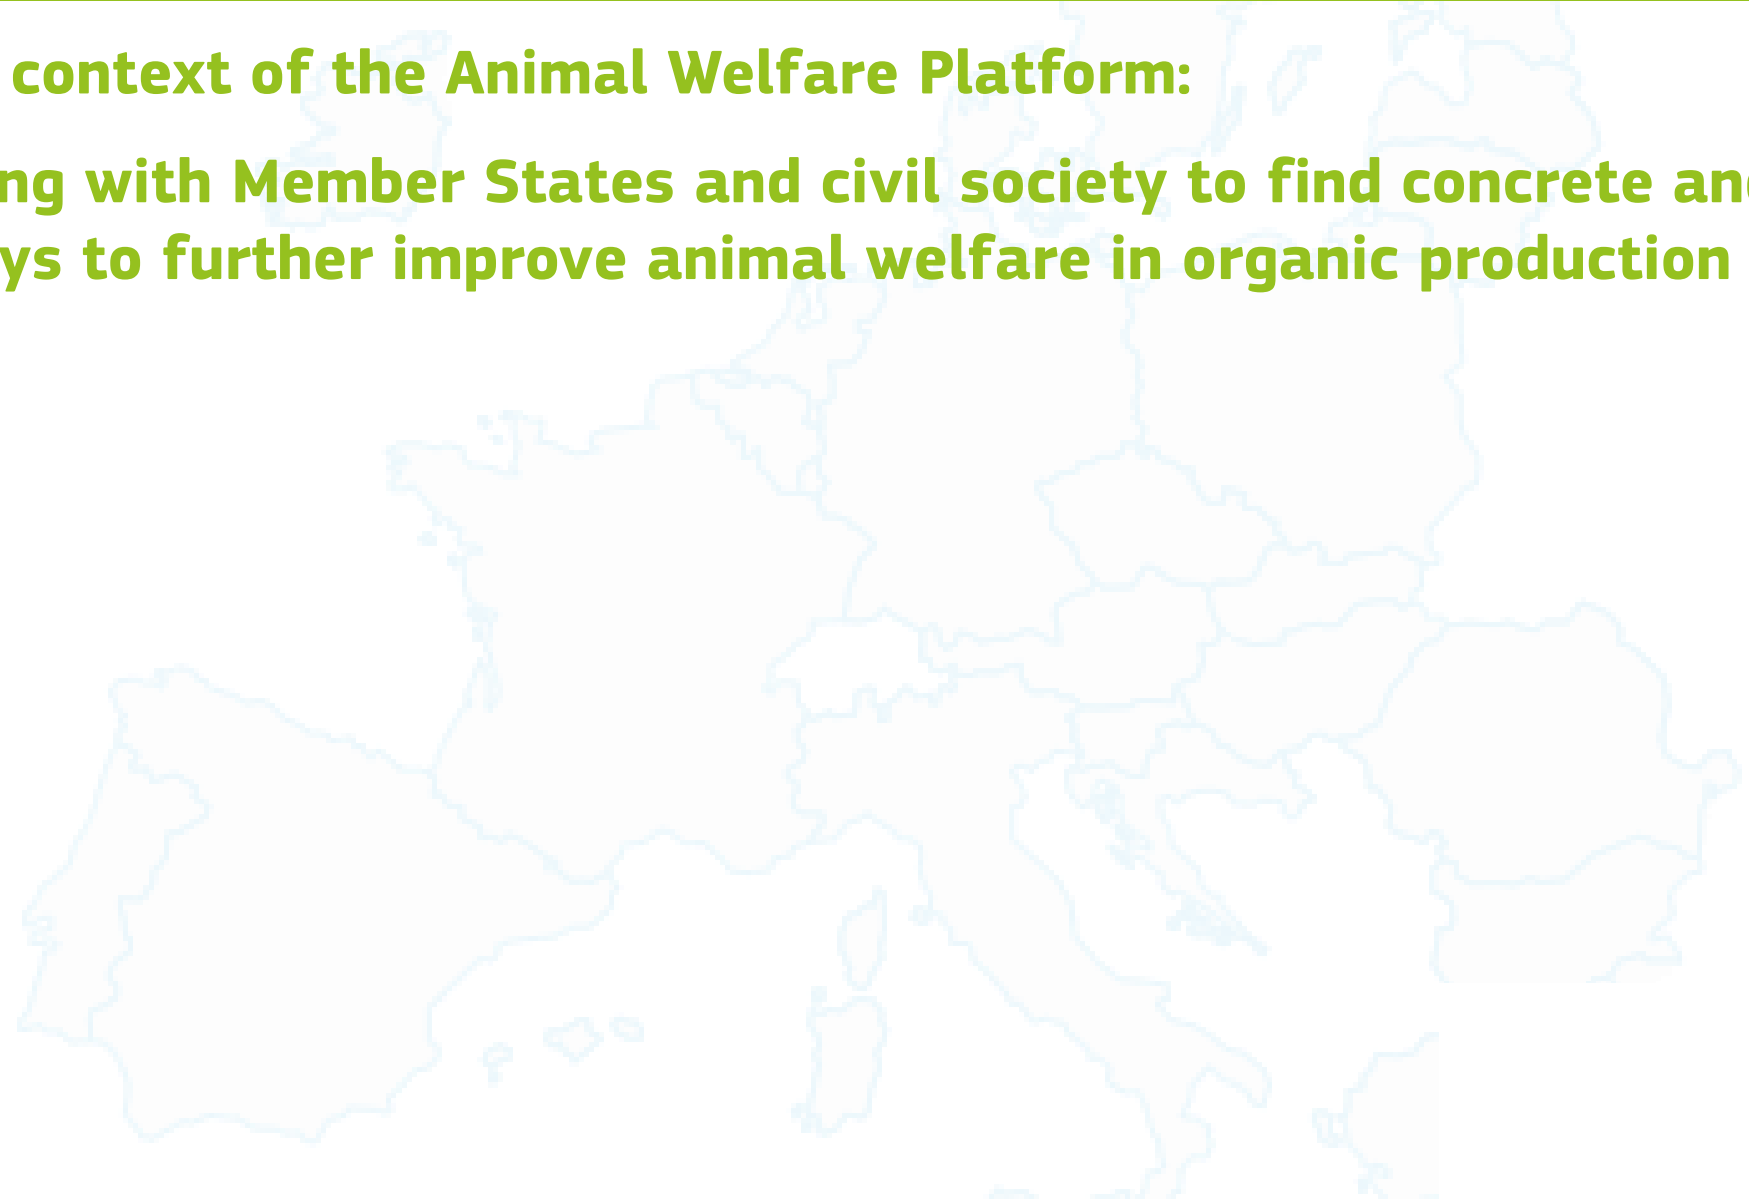 context of the Animal Welfare Platform:
ng with Member States and civil society to find concrete and
ys to further improve animal welfare in organic production